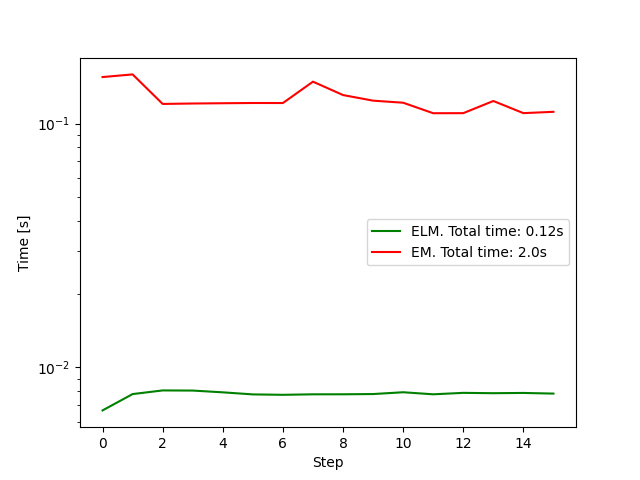 10⁻¹
10⁻²
Time [s]
ELM. Total time: 0.12s
EM. Total time: 2.0s
0 2 4 6 8 10 12 14
Step